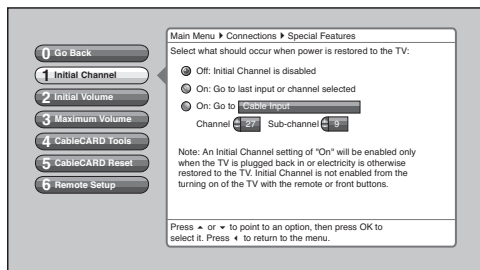 Main Menu ▶ Connections ▶ Special Features
0 Go Back
1 Initial Channel
2 Initial Volume
3 Maximum Volume
4 CableCARD Tools
5 CableCARD Reset
6 Remote Setup
Select what should occur when power is restored to the TV:
Off: Initial Channel is disabled
On: Go to last input or channel selected
On: Go to Cable Input
Channel 27 Sub-channel 9
Note: An Initial Channel setting of "On" will be enabled only
when the TV is plugged back in or electricity is otherwise
restored to the TV. Initial Channel is not enabled from the
turning on of the TV with the remote or front buttons.
Press ▲ or ▼ to point to an option, then press OK to
select it. Press ◀ to return to the menu.